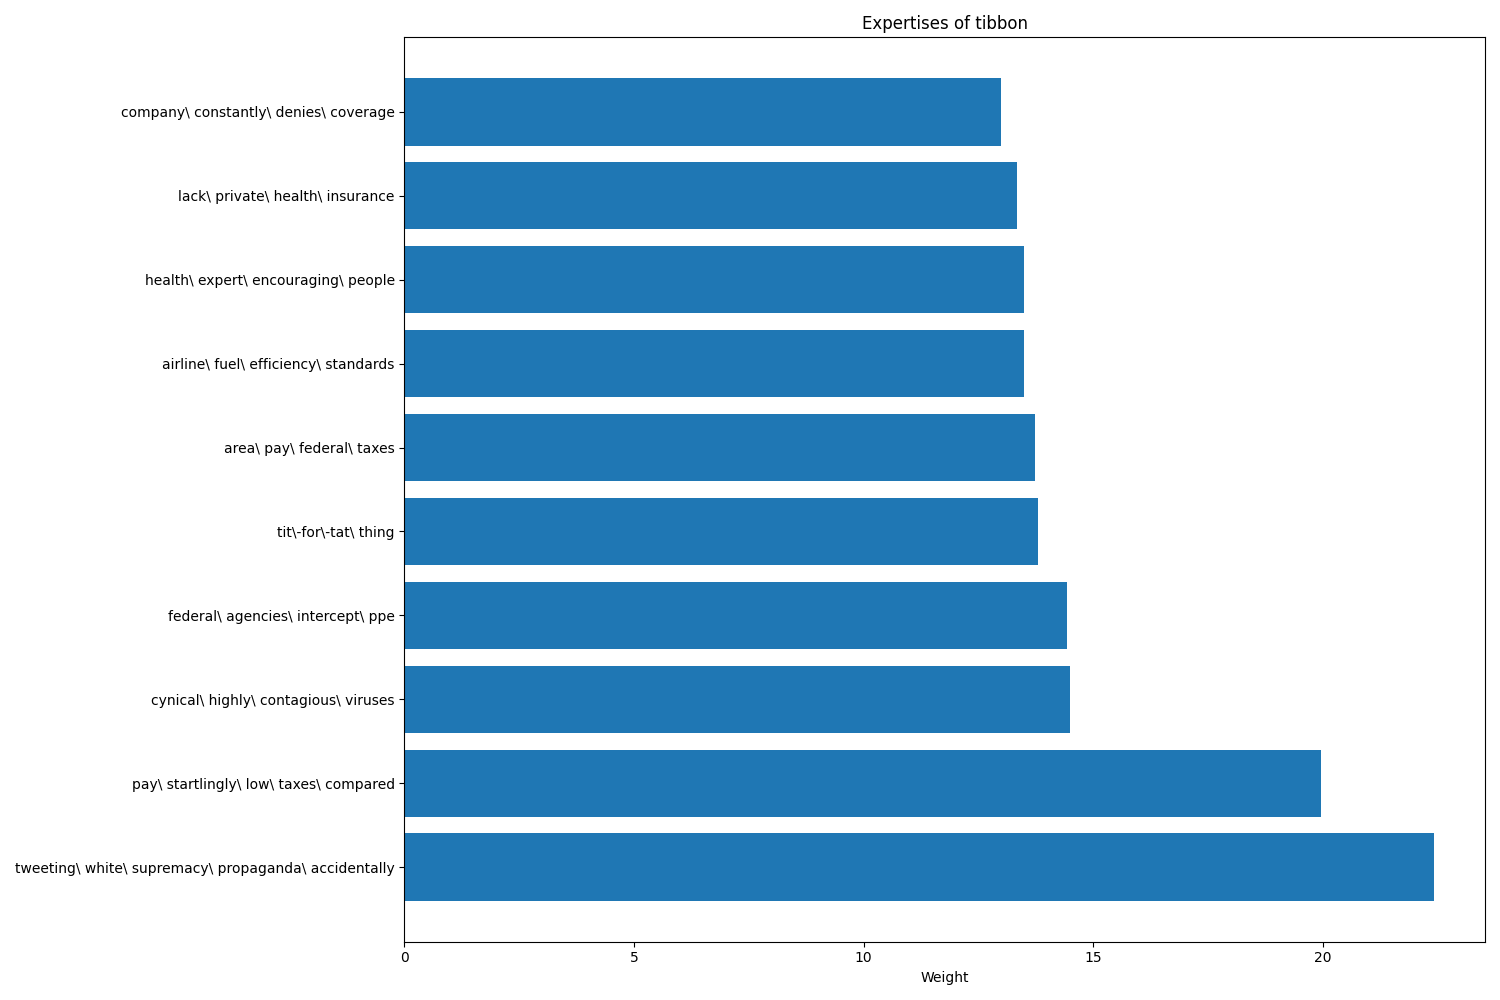 Expertises of tibbon
company\ constantly\ denies\ coverage
lack\ private\ health\ insurance
health\ expert\ encouraging\ people
airline\ fuel\ efficiency\ standards
area\ pay\ federal\ taxes
tit\-for\-tat\ thing
federal\ agencies\ intercept\ ppe
cynical\ highly\ contagious\ viruses
pay\ startlingly\ low\ taxes\ compared
tweeting\ white\ supremacy\ propaganda\ accidentally
0 5 10 15 20
Weight